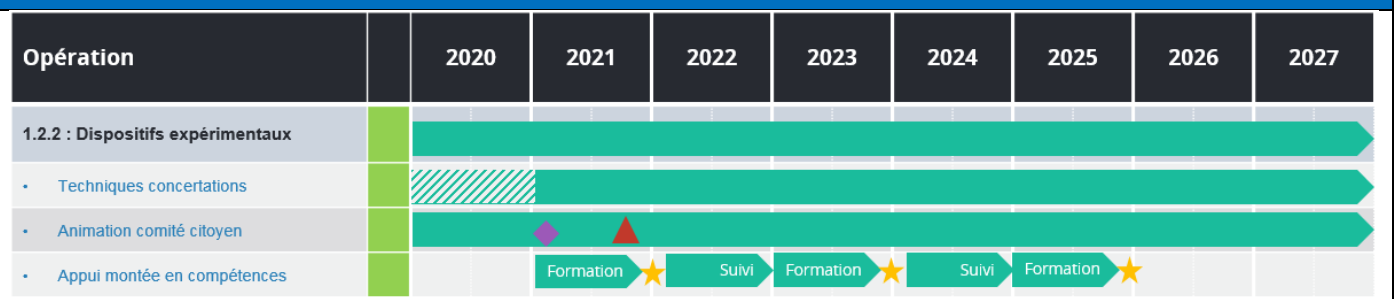 Opération 2020 2021 2022 2023 2024 2025 2026 2027
1.2.2 : Dispositifs expérimentaux
• Techniques concertations
• Animation comité citoyen
• Appui montée en compétences Formation Suivi Formation Suivi Formation